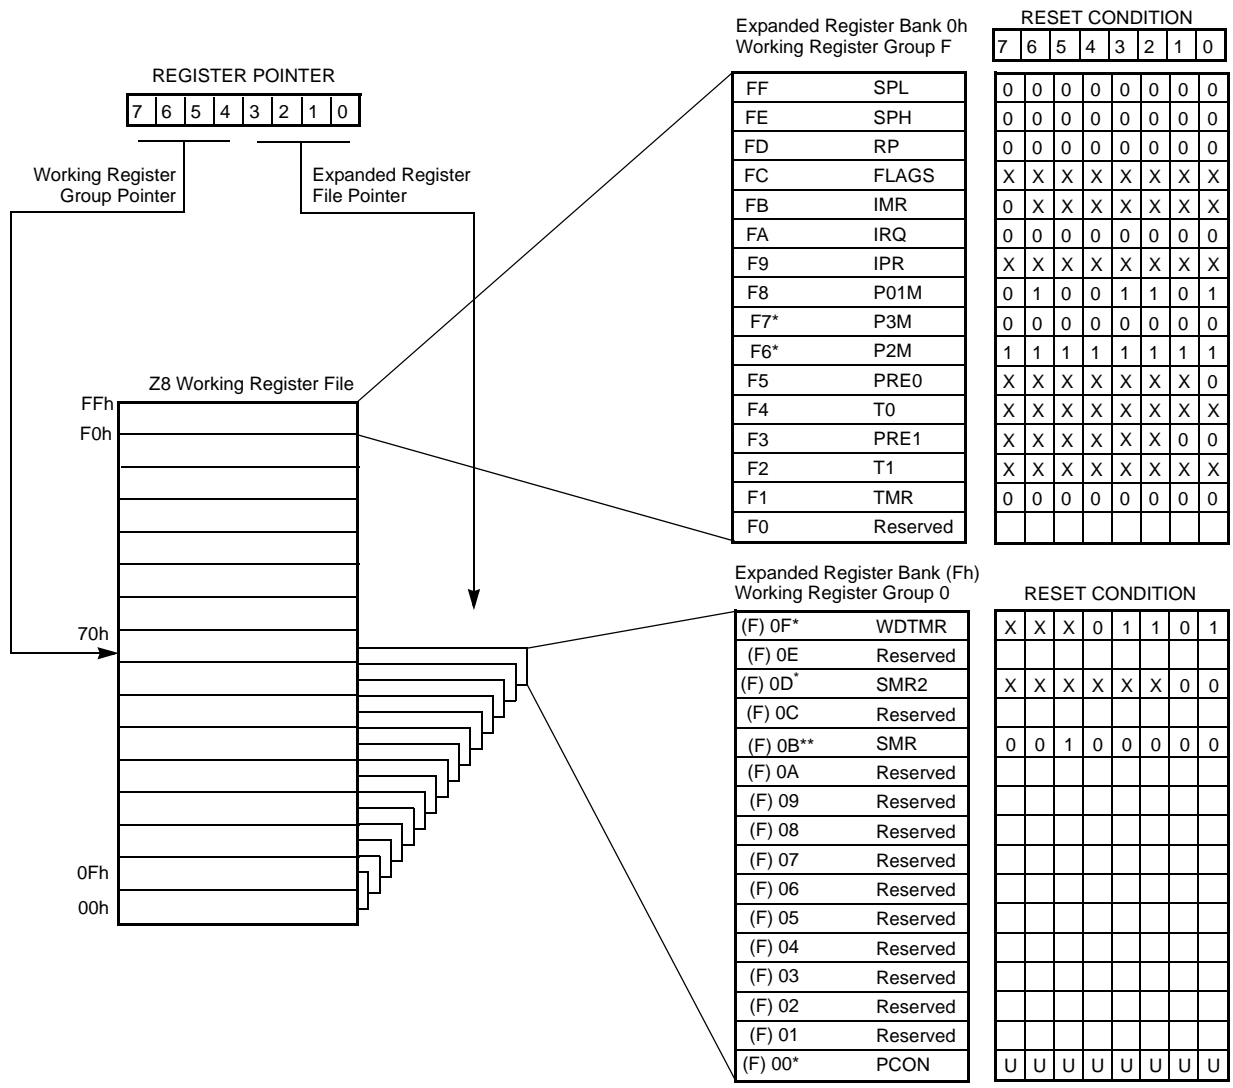 REGISTER POINTER
7 6 5 4 3 2 1 0
Working Register
Group Pointer
Expanded Register
File Pointer
Z8 Working Register File
FFh
F0h
70h
0Fh
00h
Expanded Register Bank 0h
Working Register Group F
RESET CONDITION
7 6 5 4 3 2 1 0
FF SPL 0 0 0 0 0 0 0 0
FE SPH 0 0 0 0 0 0 0 0
FD RP 0 0 0 0 0 0 0 0
FC FLAGS X X X X X X X X
FB IMR 0 X X X X X X X
FA IRQ 0 0 0 0 0 0 0 0
F9 IPR X X X X X X X X
F8 P01M 0 1 0 0 1 1 0 1
F7* P3M 0 0 0 0 0 0 0 0
F6* P2M 1 1 1 1 1 1 1 1
F5 PRE0 X X X X X X X 0
F4 T0 X X X X X X X X
F3 PRE1 X X X X X X 0 0
F2 T1 X X X X X X X X
F1 TMR 0 0 0 0 0 0 0 0
F0 Reserved
Expanded Register Bank (Fh)
Working Register Group 0
RESET CONDITION
(F) 0F* WDTMR X X X 0 1 1 0 1
(F) 0E Reserved
(F) 0D* SMR2 X X X X X X 0 0
(F) 0C Reserved
(F) 0B** SMR 0 0 1 0 0 0 0 0
(F) 0A Reserved
(F) 09 Reserved
(F) 08 Reserved
(F) 07 Reserved
(F) 06 Reserved
(F) 05 Reserved
(F) 04 Reserved
(F) 03 Reserved
(F) 02 Reserved
(F) 01 Reserved
(F) 00* PCON U U U U U U U U